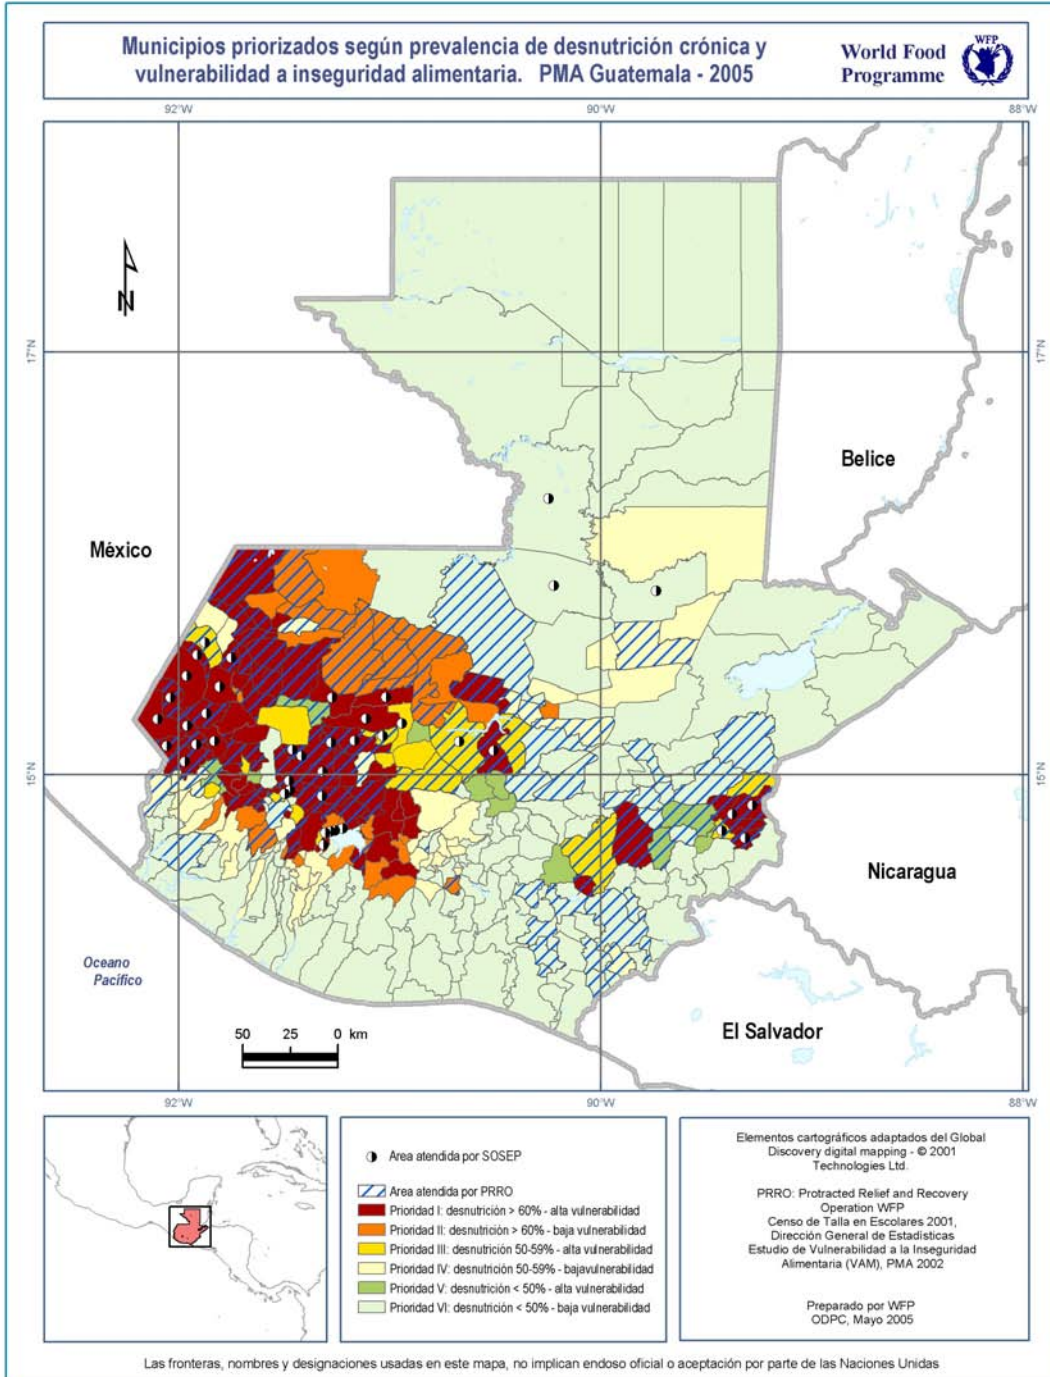 Municipios priorizados según prevalencia de desnutrición crónica y
vulnerabilidad a inseguridad alimentaria. PMA Guatemala - 2005
World Food
Programme
WFP
92°W
90°W
88°W
17°N
17°N
N
Belice
México
15°N
15°N
Nicaragua
Oceano
Pacífico
El Salvador
50 25 0 km
92°W
90°W
88°W
Area atendida por SOSEP
Area atendida por PRRO
Prioridad I: desnutrición > 60% - alta vulnerabilidad
Prioridad II: desnutrición > 60% - baja vulnerabilidad
Prioridad III: desnutrición 50-59% - alta vulnerabilidad
Prioridad IV: desnutrición 50-59% - bajavulnerabilidad
Prioridad V: desnutrición < 50% - alta vulnerabilidad
Prioridad VI: desnutrición < 50% - baja vulnerabilidad
Elementos cartográficos adaptados del Global
Discovery digital mapping - © 2001
Technologies Ltd.
PRRO: Protracted Relief and Recovery
Operation WFP
Censo de Talla en Escolares 2001,
Dirección General de Estadísticas
Estudio de Vulnerabilidad a la Inseguridad
Alimentaria (VAM), PMA 2002
Preparado por WFP
ODPC, Mayo 2005
Las fronteras, nombres y designaciones usadas en este mapa, no implican endoso oficial o aceptación por parte de las Naciones Unidas